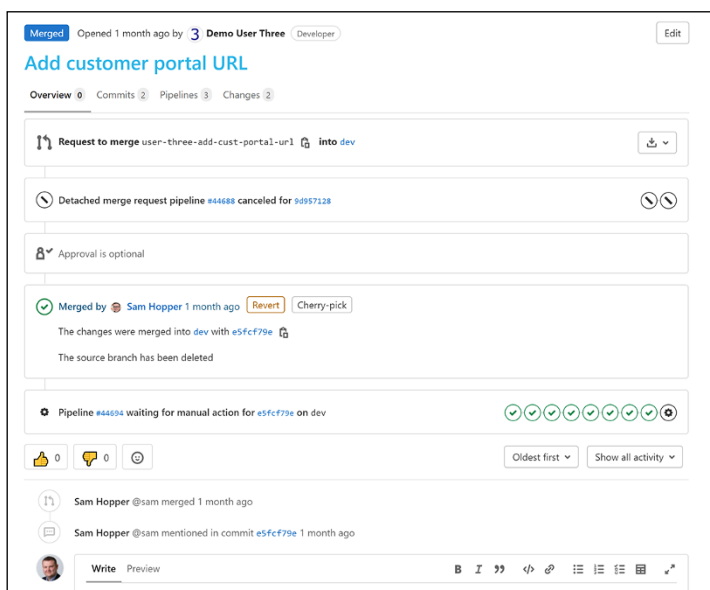 Merged Opened 1 month ago by 3 Demo User Three Developer Edit
Add customer portal URL
Overview 0 Commits 2 Pipelines 3 Changes 2
Request to merge user-three-add-cust-portal-url into dev
Detached merge request pipeline #44688 canceled for 9d957128
Approval is optional
Merged by Sam Hopper 1 month ago Revert Cherry-pick
The changes were merged into dev with e5fcf79e
The source branch has been deleted
Pipeline #44694 waiting for manual action for e5fcf79e on dev
0 0 Oldest first Show all activity
Sam Hopper @sam merged 1 month ago
Sam Hopper @sam mentioned in commit e5fcf79e 1 month ago
Write Preview B I